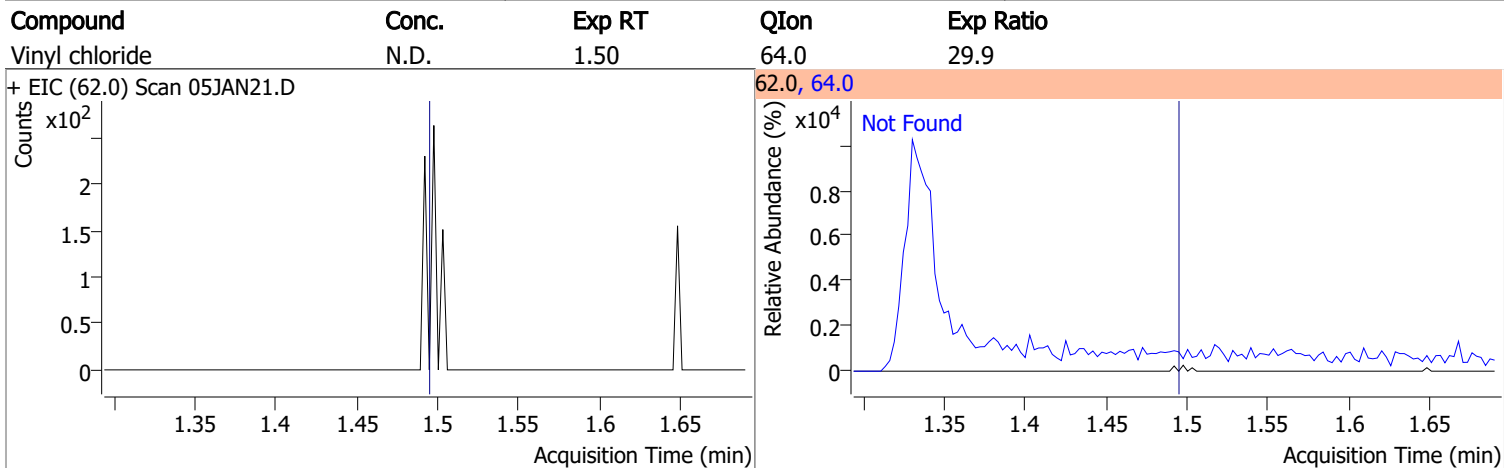 Compound Conc. Exp RT QIon Exp Ratio
Vinyl chloride N.D. 1.50 64.0 29.9
+ EIC (62.0) Scan 05JAN21.D
Counts
x10²
2
1.5
1
0.5
0
1.35 1.4 1.45 1.5 1.55 1.6 1.65
Acquisition Time (min)
62.0, 64.0
Relative Abundance (%)
x10⁴
Not Found
0.8
0.6
0.4
0.2
0
1.35 1.4 1.45 1.5 1.55 1.6 1.65
Acquisition Time (min)